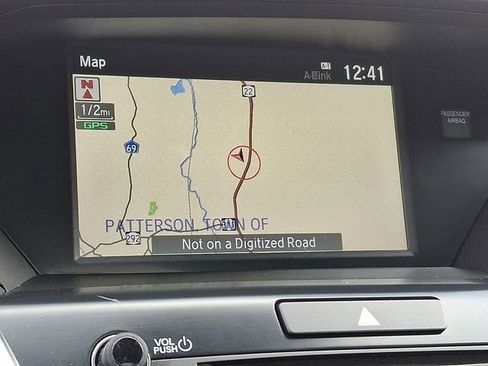 Map
A-Link
12:41
N
1/2mi
GPS
22
69
PASSENGER
AIRBAG
PATTERSON, TOWN OF
292
Not on a Digitized Road
VOL
PUSH